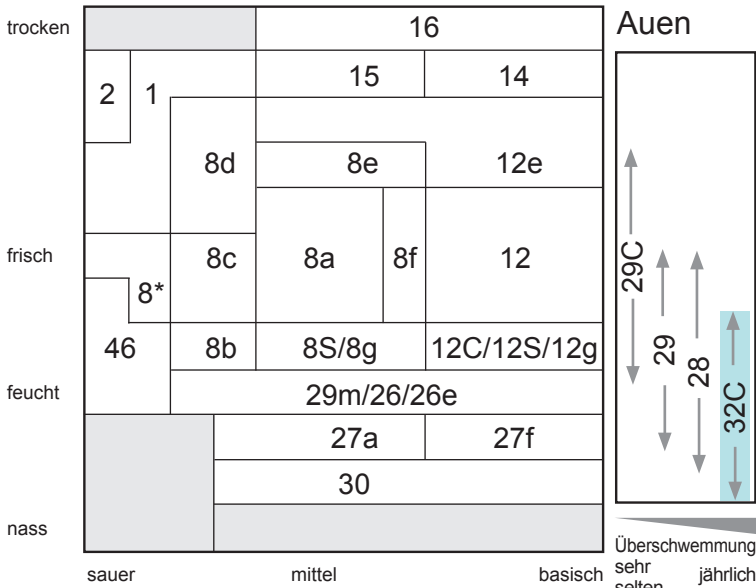 trocken
16
Auen
15
14
2
1
8d
8e
12e
29C
frisch
8c
8a
8f
12
8*
29
28
32C
46
8b
8S/8g
12C/12S/12g
feucht
29m/26/26e
27a
27f
30
nass
Überschwemmung
sehr
selten
jährlich
sauer
mittel
basisch